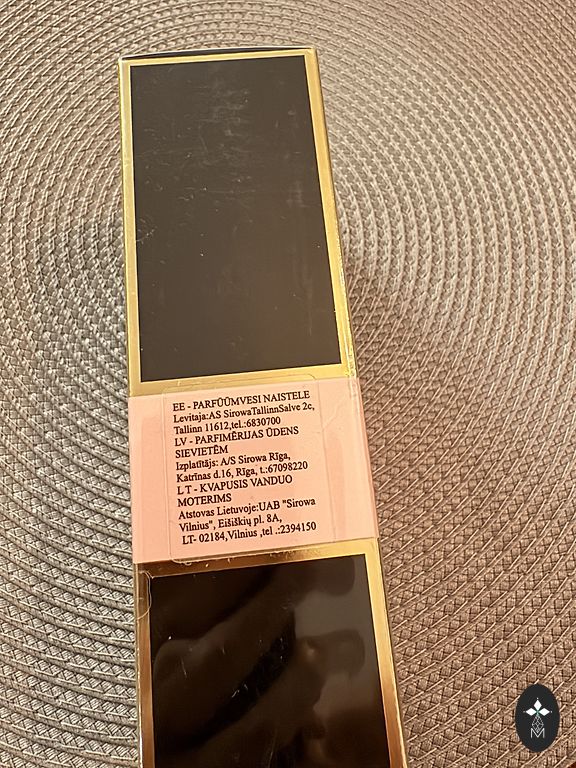 EE - PARFÜÜMVESI NAISTELE
Levitaja:AS SirowaTallinnSalve 2c,
Tallinn 11612,tel.:6830700
LV - PARFIMĒRIJAS ŪDENS
SIEVIETĒM
Izplatītājs: A/S Sirowa Rīga,
Katrīnas d.16, Rīga, t.:67098220
L T - KVAPUSIS VANDUO
MOTERIMS
Atstovas Lietuvoje:UAB "Sirowa
Vilnius", Eišiškių pl. 8A,
LT- 02184,Vilnius ,tel .:2394150
M